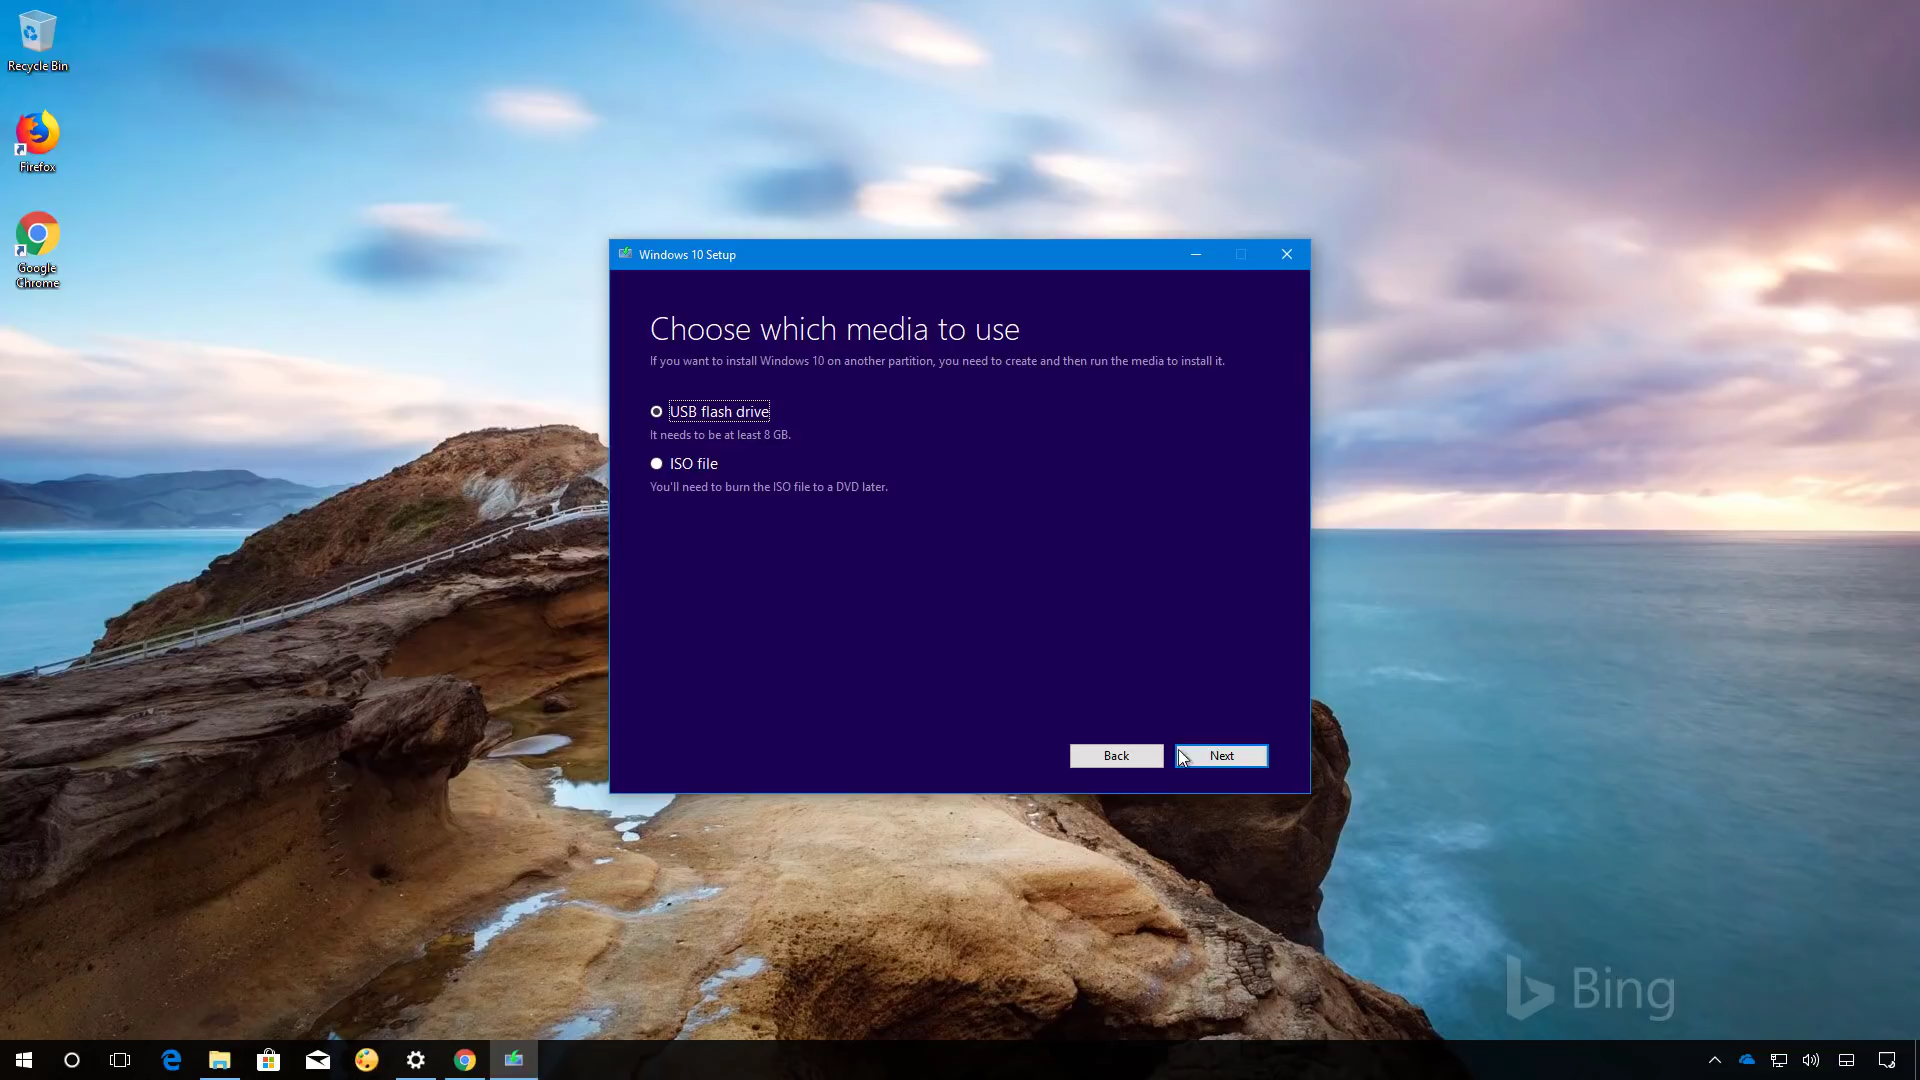 Recycle Bin
Firefox
Google
Chrome
Windows 10 Setup
Choose which media to use
If you want to install Windows 10 on another partition, you need to create and then run the media to install it.
USB flash drive
It needs to be at least 8 GB.
ISO file
You'll need to burn the ISO file to a DVD later.
Back
Next
Bing